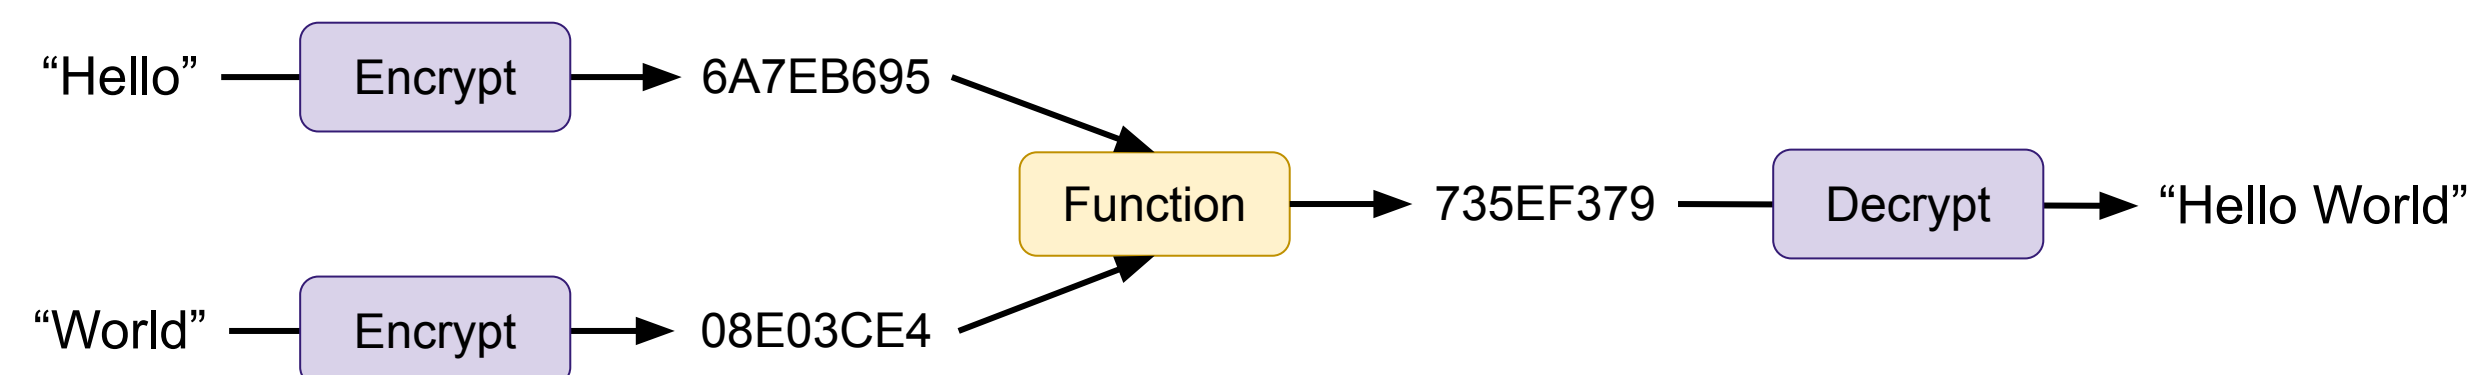 “Hello”
Encrypt
6A7EB695
Function
735EF379
Decrypt
“Hello World”
“World”
Encrypt
08E03CE4